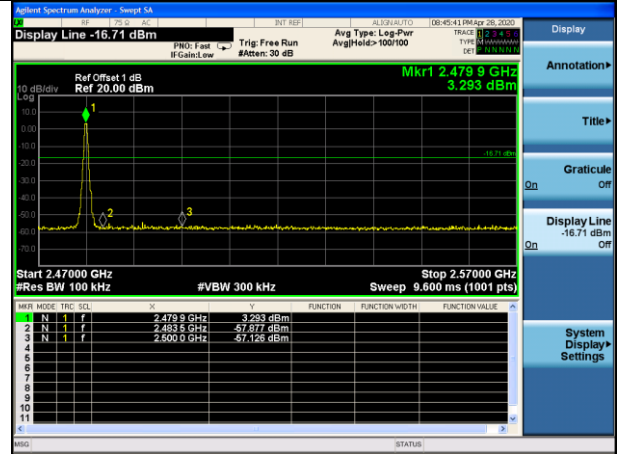 Agilent Spectrum Analyzer - Swept SA
RF 75 Ω AC INT REF ALIGN AUTO 08:45:41 PM Apr 28, 2020
Display Line -16.71 dBm
PNO: Fast
IFGain:Low
Trig: Free Run
#Atten: 30 dB
Avg Type: Log-Pwr
Avg|Hold:>100/100
TRACE 1 2 3 4 5 6
TYPE M WWWWW
DET P N N N N N
Display
Ref Offset 1 dB
10 dB/div Ref 20.00 dBm
Log
Mkr1 2.479 9 GHz
3.293 dBm
10.0
0.00
-10.0
-20.0
-30.0
-40.0
-50.0
-60.0
-70.0
1
2
3
-16.71 dBm
Start 2.47000 GHz Stop 2.57000 GHz
#Res BW 100 kHz #VBW 300 kHz Sweep 9.600 ms (1001 pts)
MKR MODE TRC SCL X Y FUNCTION FUNCTION WIDTH FUNCTION VALUE
1 N 1 f 2.479 9 GHz 3.293 dBm
2 N 1 f 2.483 5 GHz -57.877 dBm
3 N 1 f 2.500 0 GHz -57.126 dBm
4
5
6
7
8
9
10
11
MSG STATUS
Annotation
Title
Graticule
On Off
Display Line
-16.71 dBm
On Off
System
Display
Settings